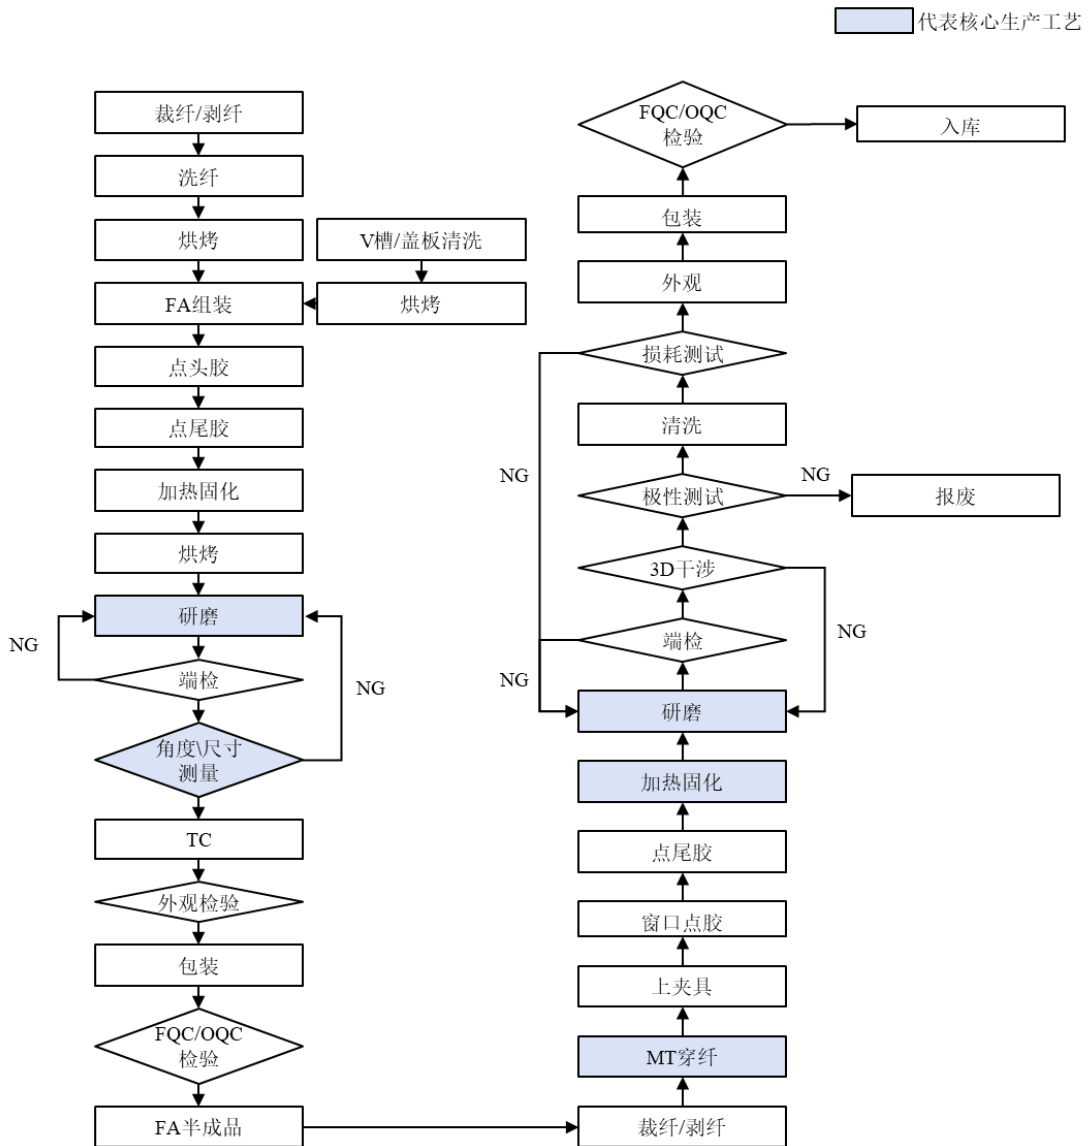 代表核心生产工艺
裁纤/剥纤
洗纤
烘烤
V槽/盖板清洗
FA组装
烘烤
点头胶
点尾胶
加热固化
烘烤
研磨
NG
端检
NG
角度\尺寸
测量
TC
外观检验
包装
FQC/OQC
检验
FA半成品
裁纤/剥纤
MT穿纤
上夹具
窗口点胶
点尾胶
加热固化
研磨
NG
端检
NG
3D干涉
极性测试
NG
报废
清洗
NG
损耗测试
外观
包装
FQC/OQC
检验
入库